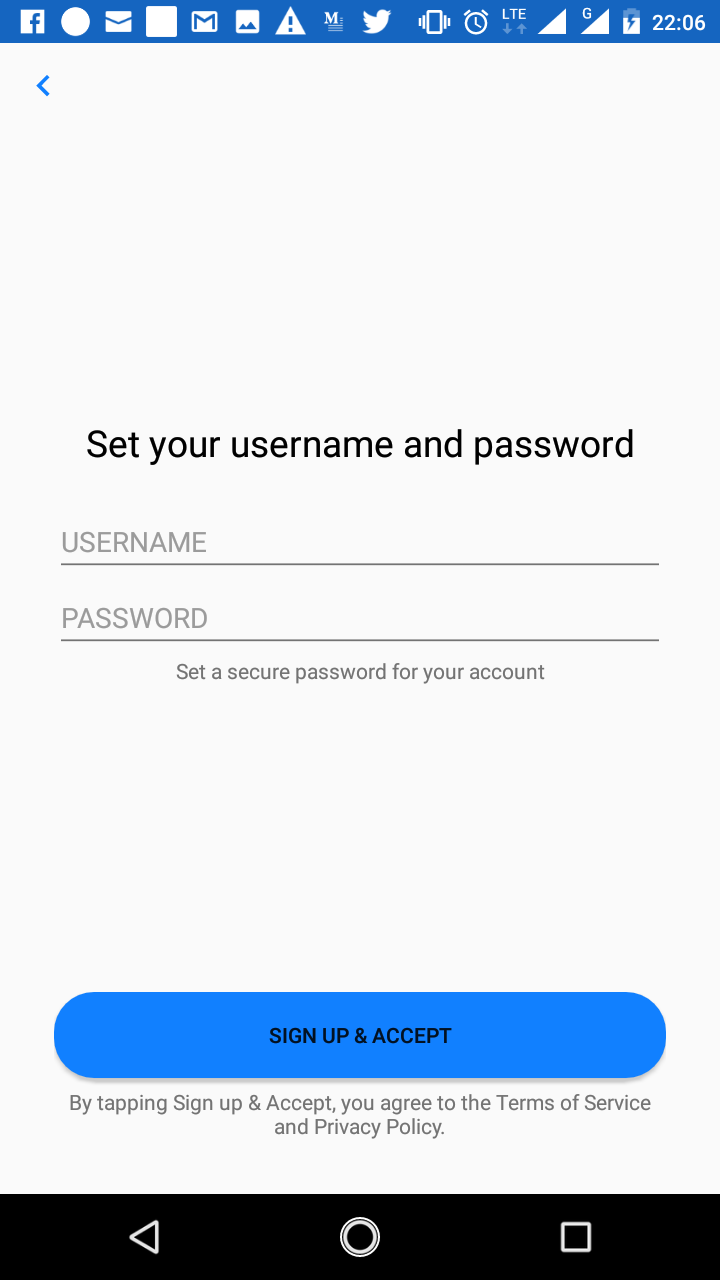 LTE G 22:06
Set your username and password
USERNAME
PASSWORD
Set a secure password for your account
SIGN UP & ACCEPT
By tapping Sign up & Accept, you agree to the Terms of Service
and Privacy Policy.